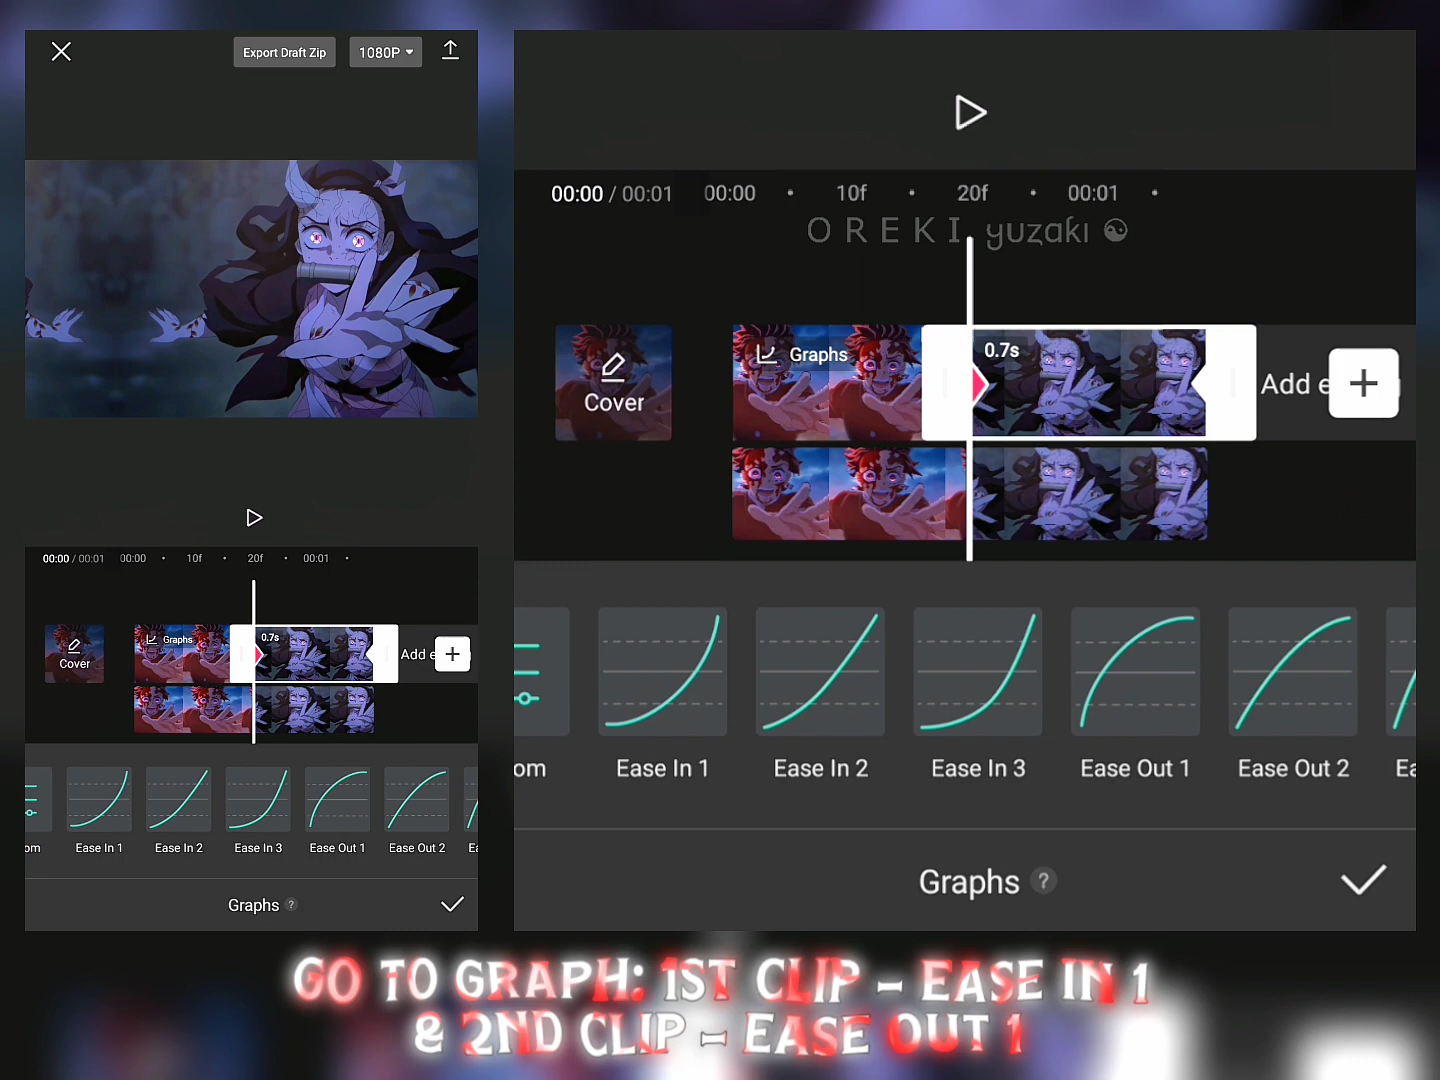 Export Draft Zip
1080P
00:00 / 00:01 00:00 10f 20f 00:01
Cover
Graphs
0.7s
Add e
om
Ease In 1
Ease In 2
Ease In 3
Ease Out 1
Ease Out 2
Ea
Graphs ?
00:00 / 00:01 00:00 10f 20f 00:01
O R E K I yuzaki
Cover
Graphs
0.7s
Add e
om
Ease In 1
Ease In 2
Ease In 3
Ease Out 1
Ease Out 2
Ea
Graphs ?
GO TO GRAPH: 1ST CLIP - EASE IN 1
& 2ND CLIP - EASE OUT 1